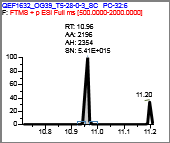 QEF1632_OG39_T5-28-0-3_SC PC-32:6
F: FTMS + p ESI Full ms [500.0000-2000.0000]
RT: 10.96
AA: 2196
AH: 2354
SN: 5.41E+015
100
80
60
40
20
0
11.20
10.8 10.9 11.0 11.1 11.2